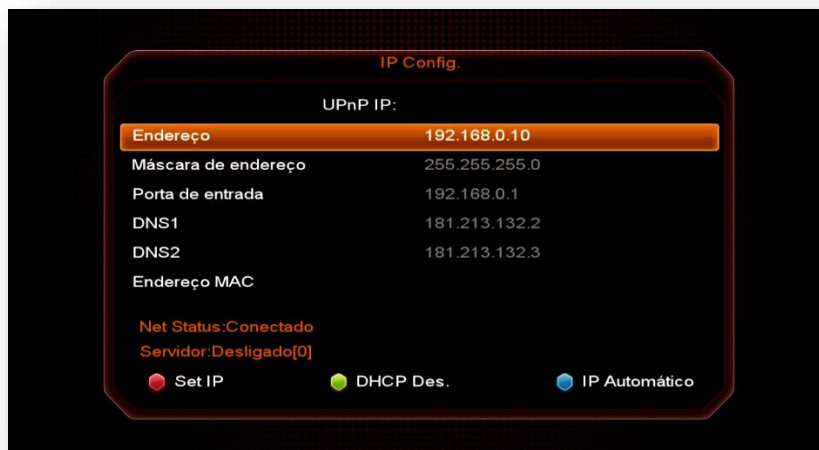 IP Config.
UPnP IP:
Endereço 192.168.0.10
Máscara de endereço 255.255.255.0
Porta de entrada 192.168.0.1
DNS1 181.213.132.2
DNS2 181.213.132.3
Endereço MAC
Net Status:Conectado
Servidor:Desligado[0]
Set IP DHCP Des. IP Automático